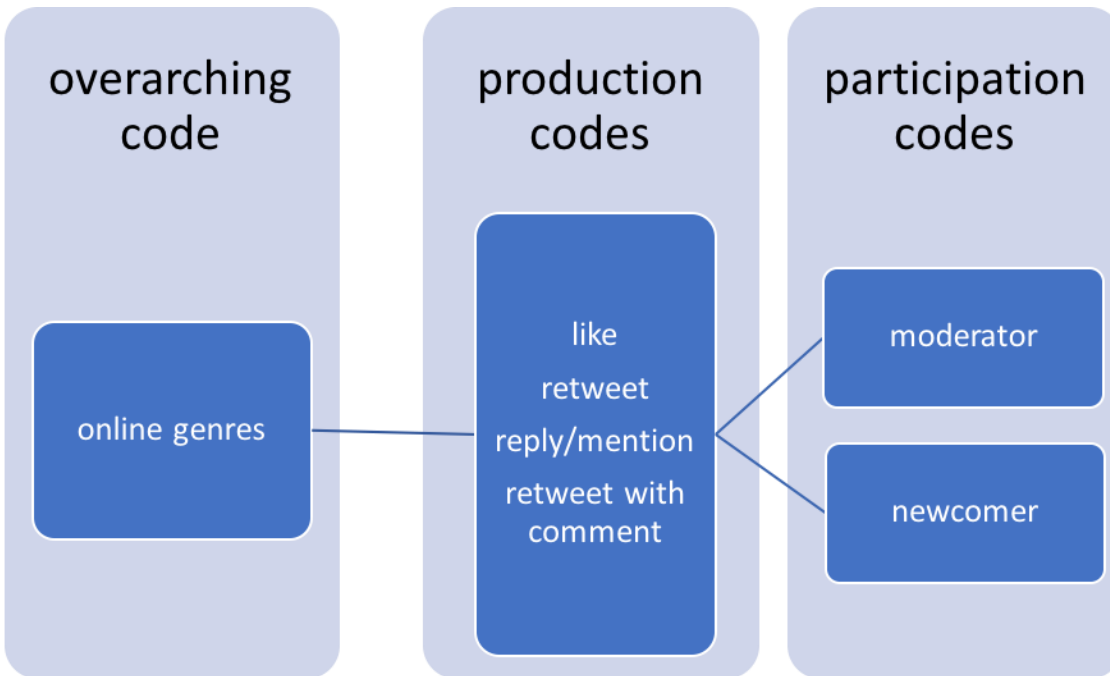 overarching
code
production
codes
participation
codes
online genres
like
retweet
reply/mention
retweet with
comment
moderator
newcomer